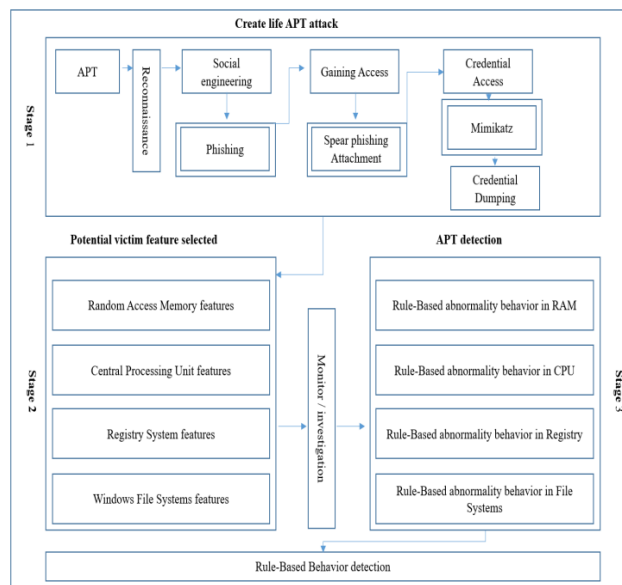 Create life APT attack
Stage 1
APT
Reconnaissance
Social
engineering
Phishing
Gaining Access
Spear phishing
Attachment
Credential
Access
Mimikatz
Credential
Dumping
Potential victim feature selected
Stage 2
Random Access Memory features
Central Processing Unit features
Registry System features
Windows File Systems features
Monitor / investigation
APT detection
Rule-Based abnormality behavior in RAM
Rule-Based abnormality behavior in CPU
Rule-Based abnormality behavior in Registry
Rule-Based abnormality behavior in File
Systems
Stage 3
Rule-Based Behavior detection